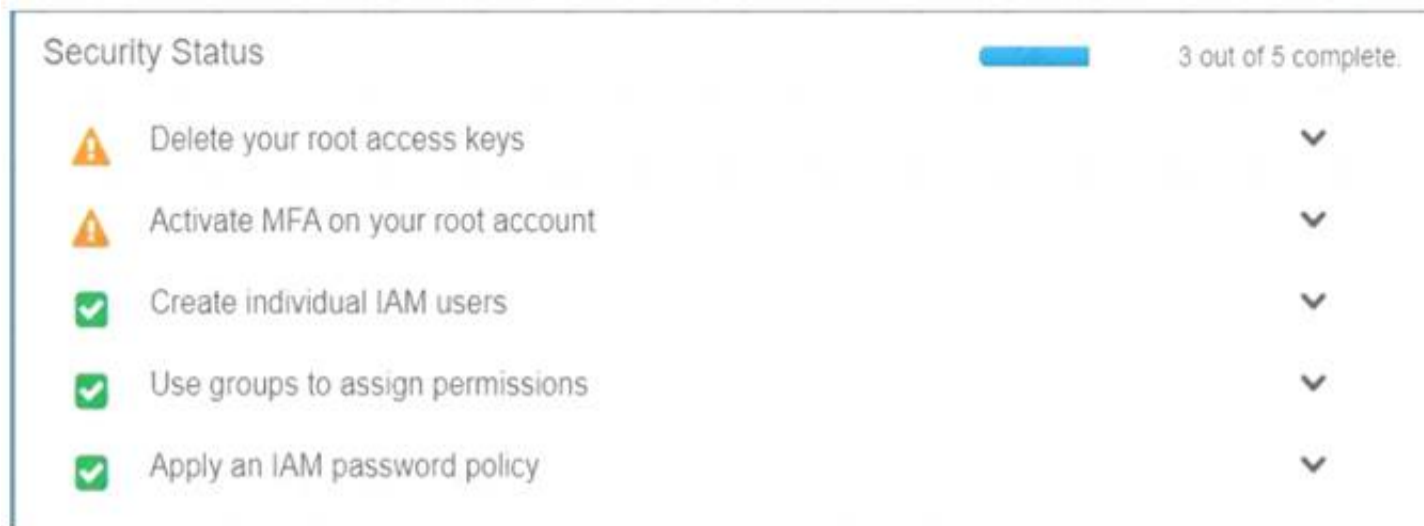 Security Status
3 out of 5 complete.
Delete your root access keys
Activate MFA on your root account
Create individual IAM users
Use groups to assign permissions
Apply an IAM password policy